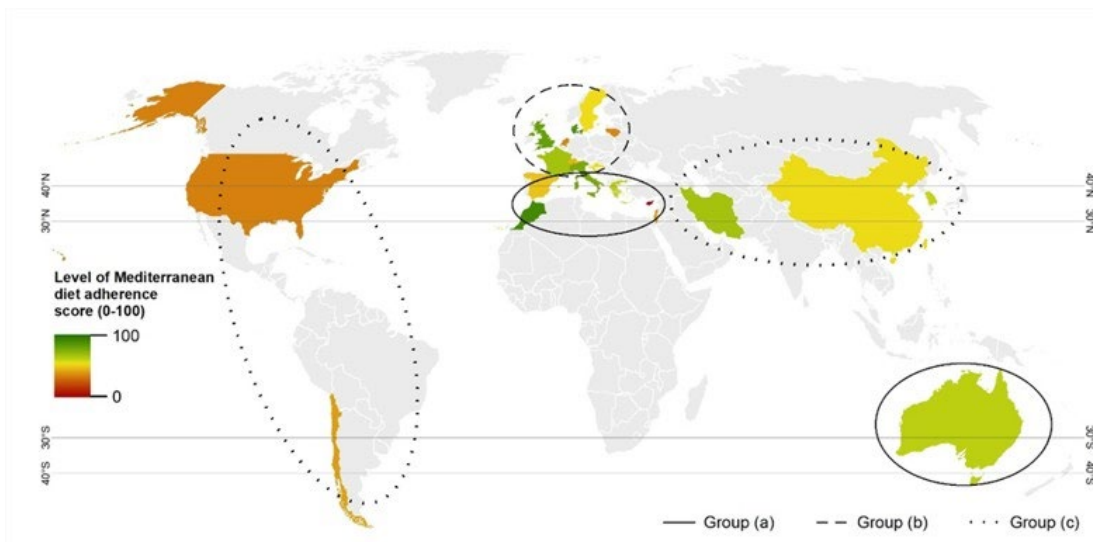 40°N
30°N
40°N
30°N
Level of Mediterranean
diet adherence
score (0-100)
100
0
30°S
40°S
30°S
40°S
Group (a)
Group (b)
Group (c)